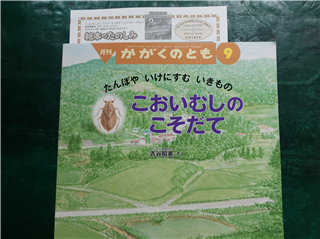 絵本のたのしみ
月刊 かがくのとも 9
たんぼや いけにすむ いきもの
こおいむしの
こそだて